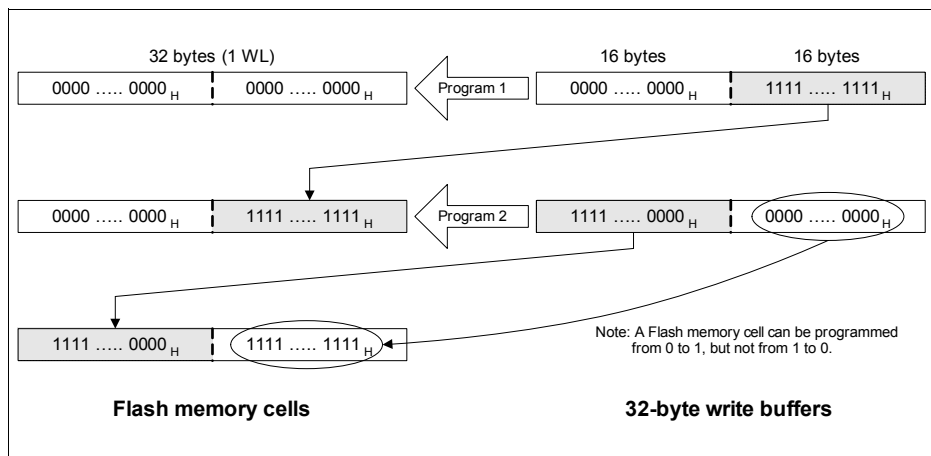 32 bytes (1 WL) 16 bytes 16 bytes
0000 ..... 0000 H 0000 ..... 0000 H Program 1 0000 ..... 0000 H 1111 ..... 1111 H
0000 ..... 0000 H 1111 ..... 1111 H Program 2 1111 ..... 0000 H 0000 ..... 0000 H
1111 ..... 0000 H 1111 ..... 1111 H
Note: A Flash memory cell can be programmed
from 0 to 1, but not from 1 to 0.
Flash memory cells 32-byte write buffers